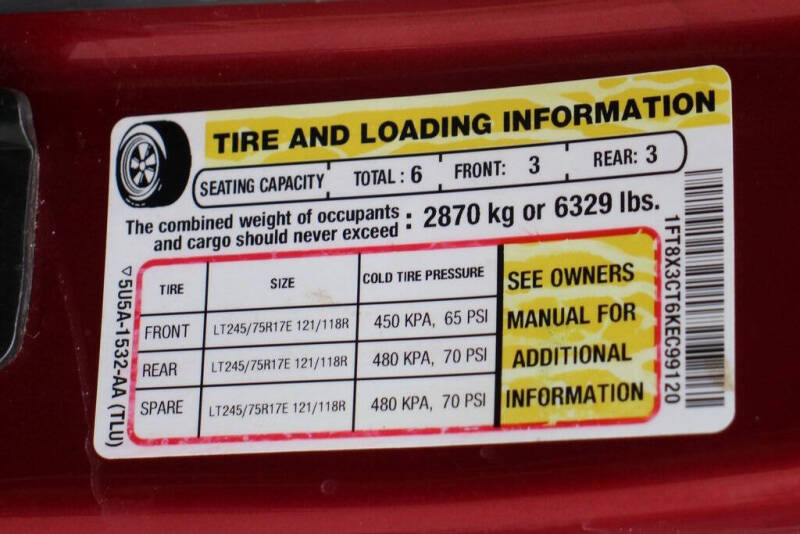 TIRE AND LOADING INFORMATION
SEATING CAPACITY TOTAL : 6 FRONT: 3 REAR: 3
The combined weight of occupants
and cargo should never exceed : 2870 kg or 6329 lbs.
TIRE SIZE COLD TIRE PRESSURE
FRONT LT245/75R17E 121/118R 450 KPA, 65 PSI
REAR LT245/75R17E 121/118R 480 KPA, 70 PSI
SPARE LT245/75R17E 121/118R 480 KPA, 70 PSI
SEE OWNERS
MANUAL FOR
ADDITIONAL
INFORMATION
5U5A-1532-AA (TLU)
1FT8X3CT6KEC99120